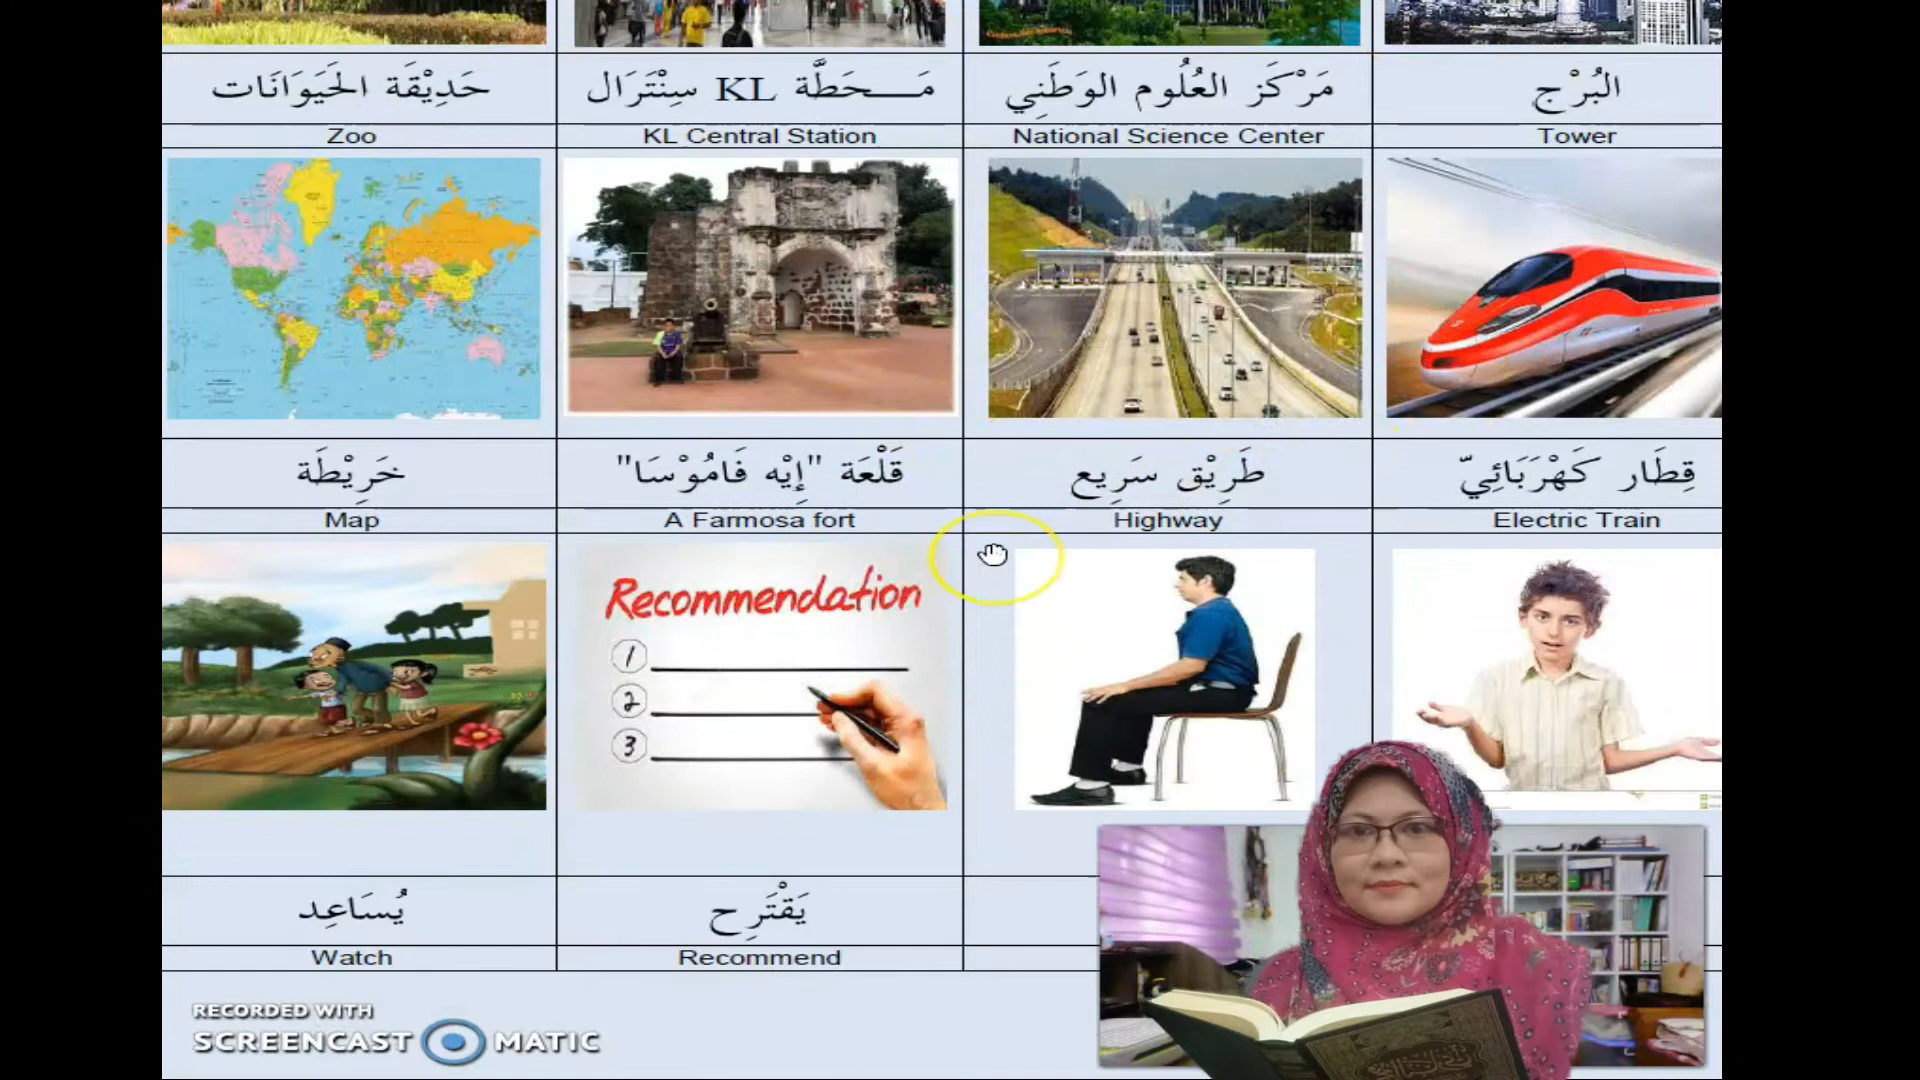 حَدِيْقَة الحَيَوَانَات
مَـــحَطَّة KL سِنْتَرَال
مَرْكَز العُلُوم الوَطَنِي
البُرْج
Zoo
KL Central Station
National Science Center
Tower
خَرِيْطَة
قَلْعَة "إِيْه فَامُوْسَا"
طَرِيْق سَرِيع
قِطَار كَهْرَبَائِيّ
Map
A Farmosa fort
Highway
Electric Train
Recommendation
1
2
3
يُسَاعِد
يَقْتَرِح
Watch
Recommend
RECORDED WITH
SCREENCAST MATIC